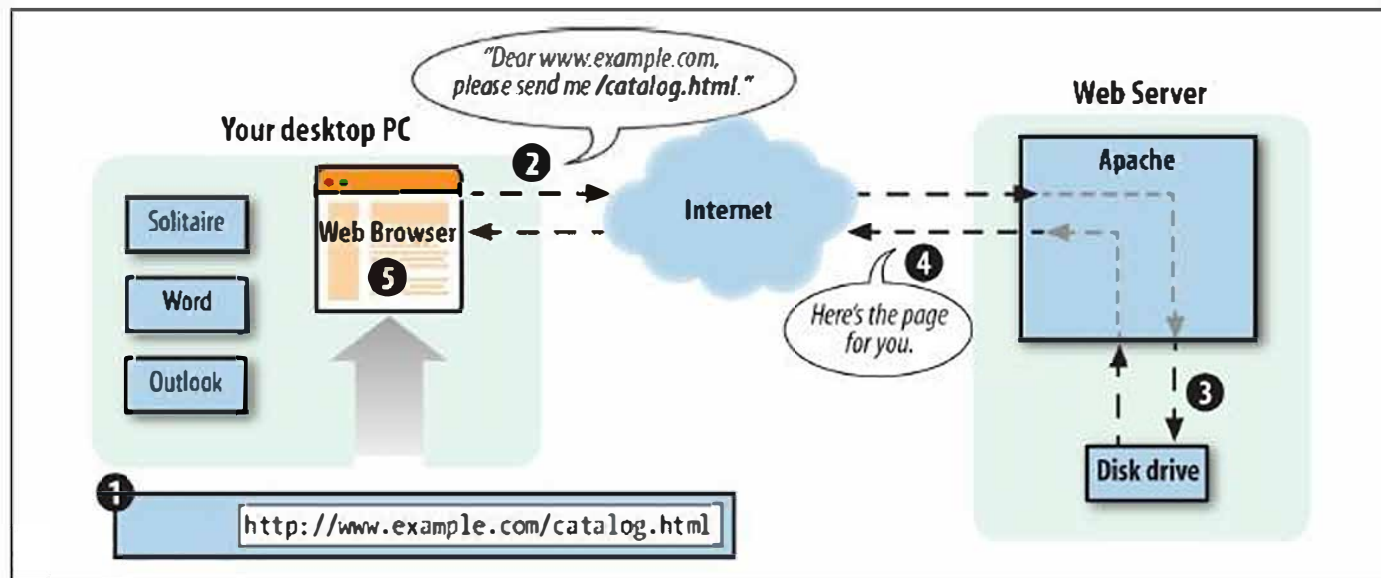 "Dear www.example.com,
please send me /catalog.html."
Your desktop PC
Web Server
2
Apache
Solitaire
Web Browser
Internet
5
4
Word
Here's the page
for you.
Outlook
3
Disk drive
1
http://www.example.com/catalog.html